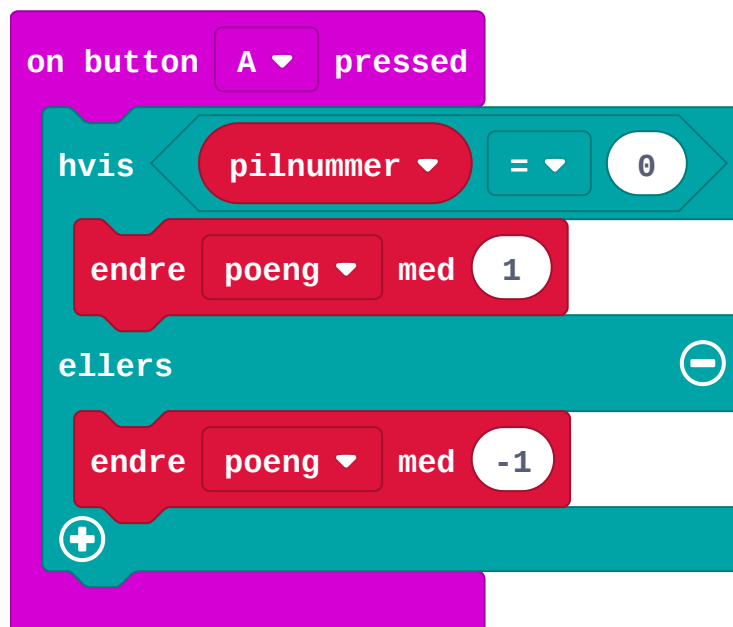 on button A pressed
hvis pilnummer = 0
endre poeng med 1
ellers
endre poeng med -1